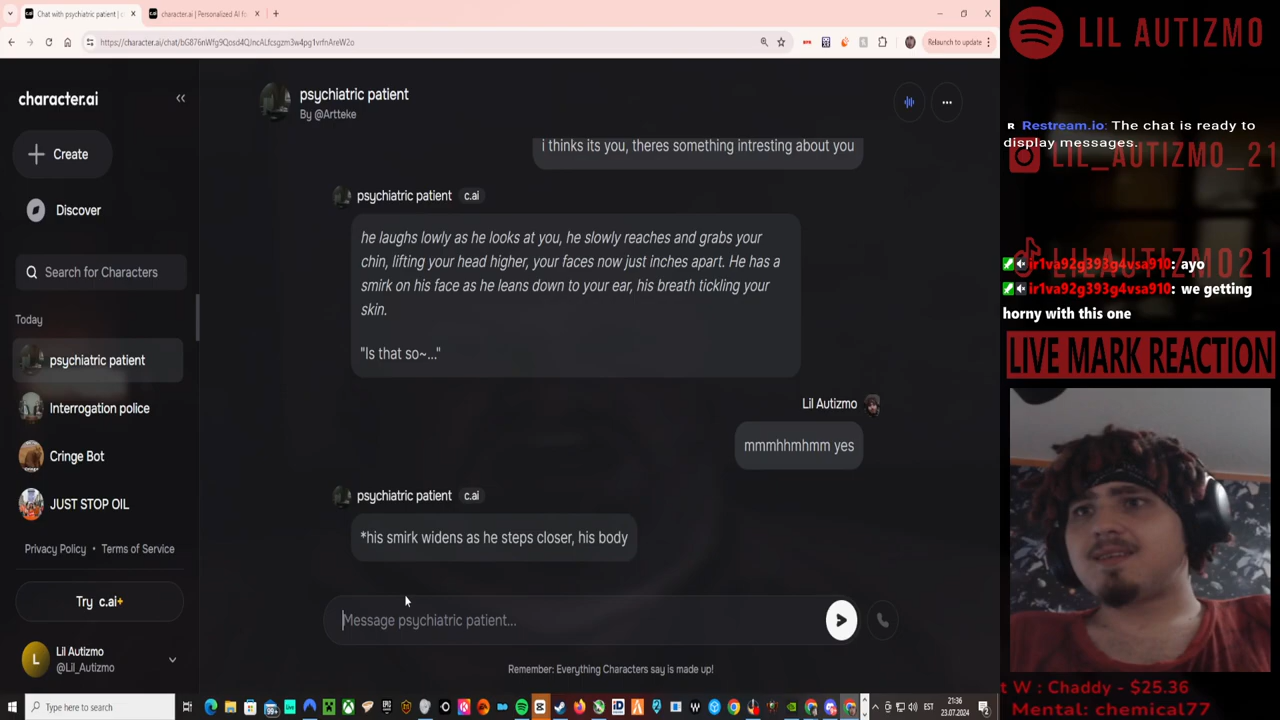 Chat with psychiatric patient | c
character.ai | Personalized AI fo
https://character.ai/chat/
Relaunch to update
character.ai
Create
Discover
Search for Characters
Today
psychiatric patient
Interrogation police
Cringe Bot
JUST STOP OIL
Privacy Policy • Terms of Service
Try c.ai+
L
Lil Autizmo
@Lil_Autizmo
psychiatric patient
By @Artteke
i thinks its you, theres something intresting about you
psychiatric patient c.ai
he laughs lowly as he looks at you, he slowly reaches and grabs your
chin, lifting your head higher, your faces now just inches apart. He has a
smirk on his face as he leans down to your ear, his breath tickling your
skin.
"Is that so~..."
Lil Autizmo
mmmhhmhmm yes
psychiatric patient c.ai
*his smirk widens as he steps closer, his body
Message psychiatric patient...
Remember: Everything Characters say is made up!
LIL AUTIZMO
R Restream.io: The chat is ready to
display messages.
LIL_AUTIZMO_21
LILAUTIZMO21
ir1va92g393g4vsa910: ayo
ir1va92g393g4vsa910: we getting
horny with this one
LIVE MARK REACTION
t W : Chaddy - $25.36
Mental: chemical77
Type here to search
99+
EST
21:36
23.07.2024
2